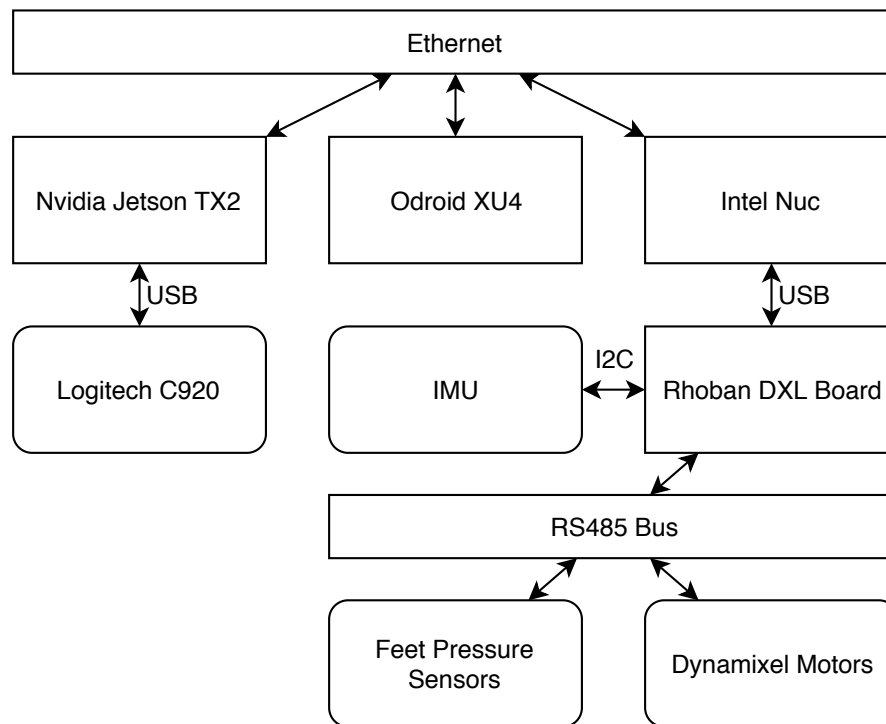 Ethernet
Nvidia Jetson TX2
Odroid XU4
Intel Nuc
USB
USB
Logitech C920
IMU
I2C
Rhoban DXL Board
RS485 Bus
Feet Pressure
Sensors
Dynamixel Motors